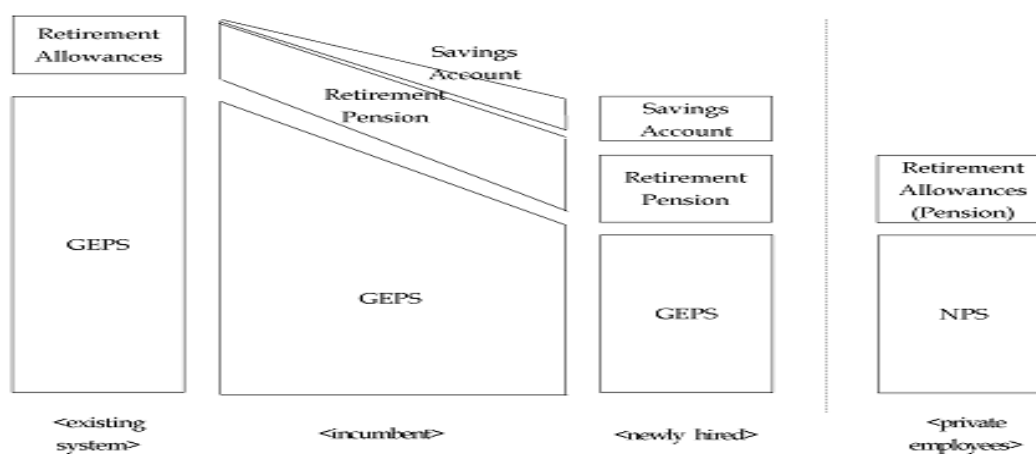 Retirement
Allowances
GEPS
<existing
system>
Savings
Account
Retirement
Pension
GEPS
<incumbent>
Savings
Account
Retirement
Pension
GEPS
<newly hired>
Retirement
Allowances
(Pension)
NPS
<private
employees>